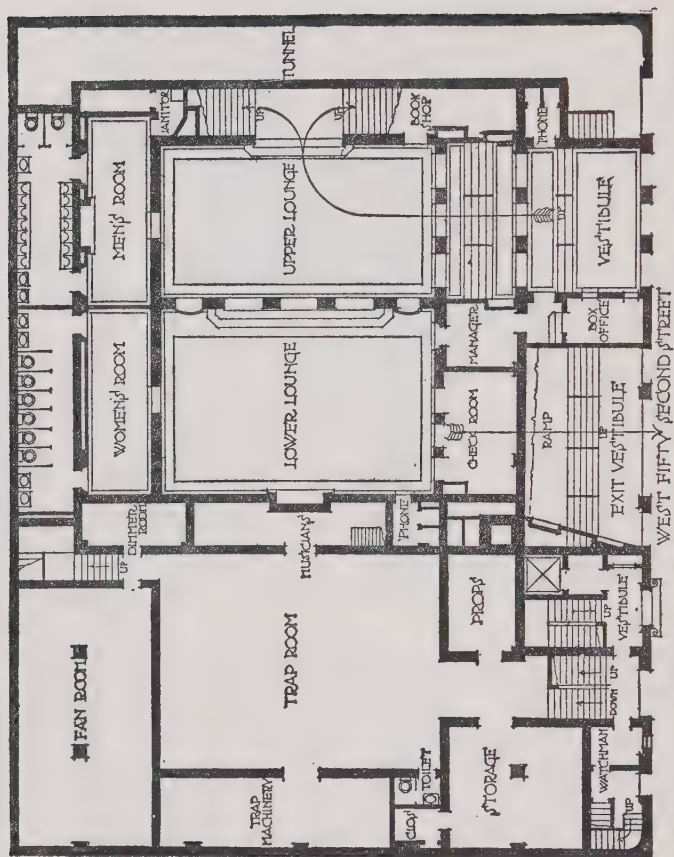 FAN ROOM
WOMEN'S ROOM
MEN'S ROOM
UP
DIMMER
ROOM
JANITOR
TRAP
MACHINERY
TRAP ROOM
MUSICIANS
LOWER LOUNGE
UPPER LOUNGE
UP
UP
TUNNEL
CLOS
TOILET
PHONE
BOOK
SHOP
STORAGE
PROPS
CHECK ROOM
MANAGER
PHONE
RAMP
UP
WATCHMAN
UP
DOWN
UP
UP
VESTIBULE
UP
EXIT VESTIBULE
BOX
OFFICE
VESTIBULE
WEST FIFTY SECOND STREET